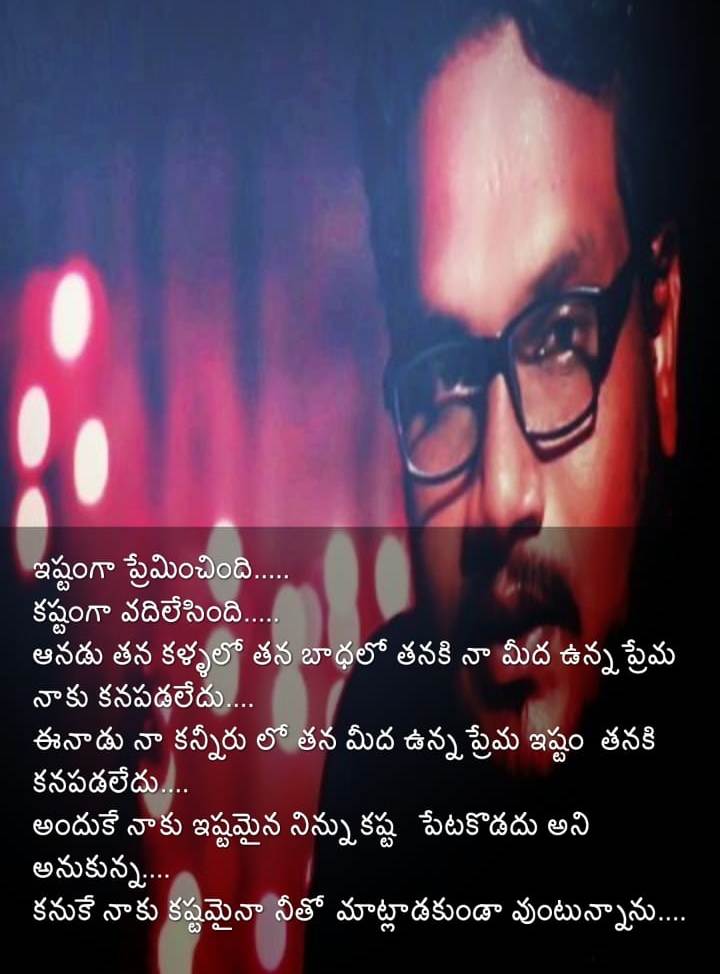 ఇష్టంగా ప్రేమించింది.....
కష్టంగా వదిలేసింది.....
ఆనడు తన కళ్ళలో తన బాధలో తనకి నా మీద ఉన్న ప్రేమ
నాకు కనపడలేదు....
ఈనాడు నా కన్నీరు లో తన మీద ఉన్న ప్రేమ ఇష్టం తనకి
కనపడలేదు....
అందుకే నాకు ఇష్టమైన నిన్ను కష్ట పేటకొడదు అని
అనుకున్న....
కనుకే నాకు కష్టమైనా నీతో మాట్లాడకుండా వుంటున్నాను....